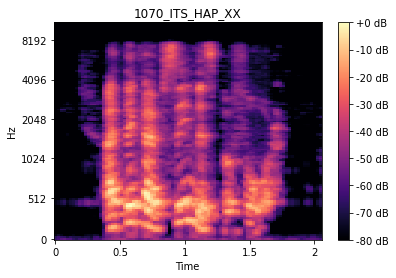 1070_ITS_HAP_XX
Hz
8192
4096
2048
1024
512
0
0
0.5
1
1.5
2
Time
+0 dB
-10 dB
-20 dB
-30 dB
-40 dB
-50 dB
-60 dB
-70 dB
-80 dB